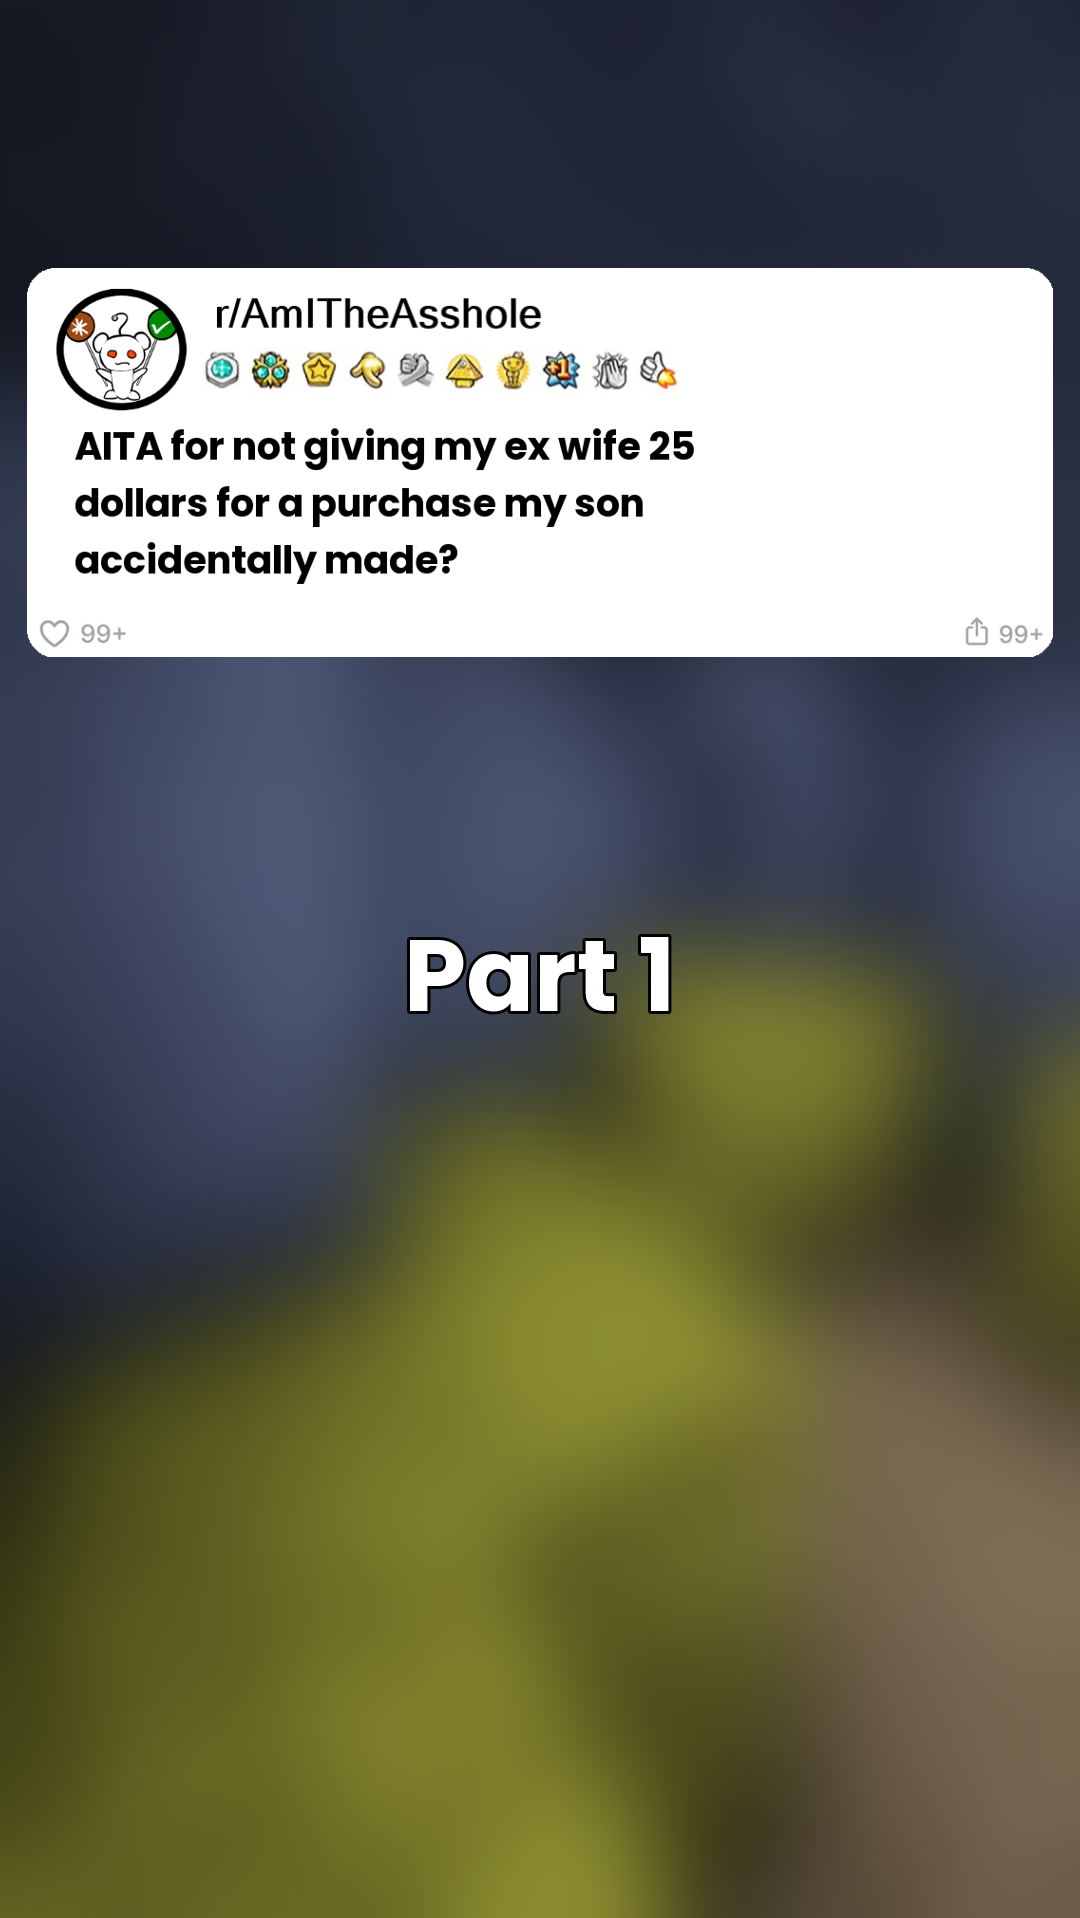 r/AmITheAsshole
AITA for not giving my ex wife 25
dollars for a purchase my son
accidentally made?
99+
99+
Part 1